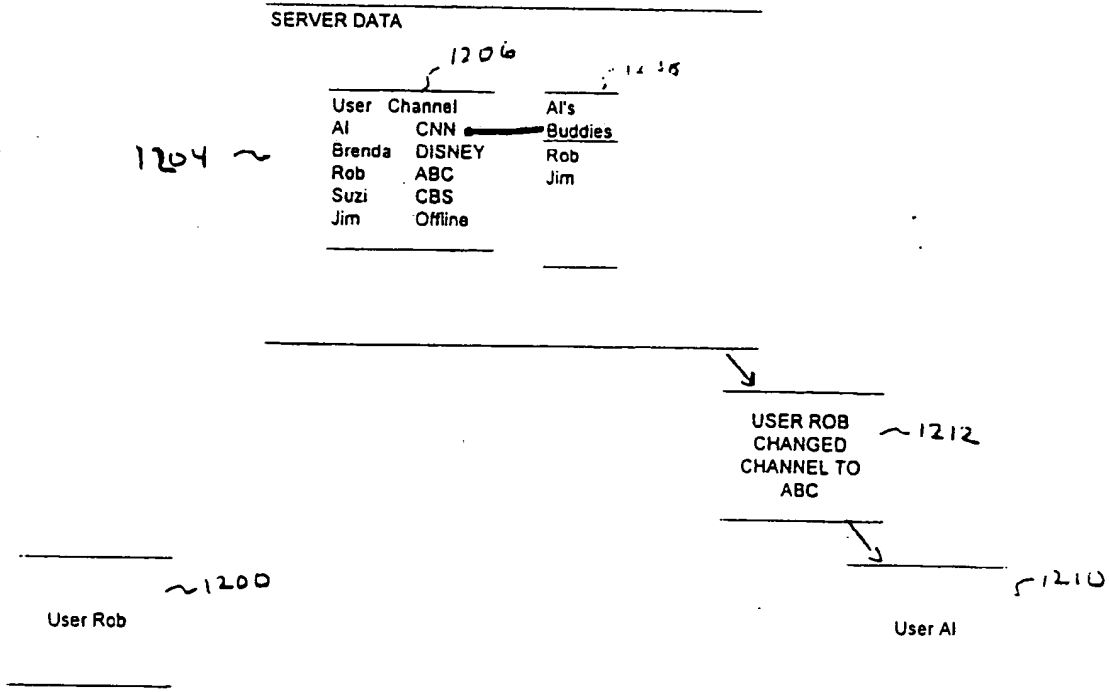 SERVER DATA
1206
User Channel Al's
Al CNN Buddies
1204 Brenda DISNEY Rob
Rob ABC Jim
Suzi CBS
Jim Offline
USER ROB
1212
CHANGED
CHANNEL TO
ABC
1200
1210
User Rob
User Al